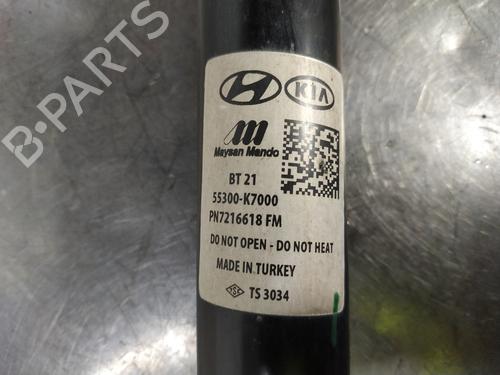 B-PARTS
KIA
Maysan Mando
BT 21
55300-K7000
PN7216618 FM
DO NOT OPEN - DO NOT HEAT
MADE IN TURKEY
TSE TS 3034